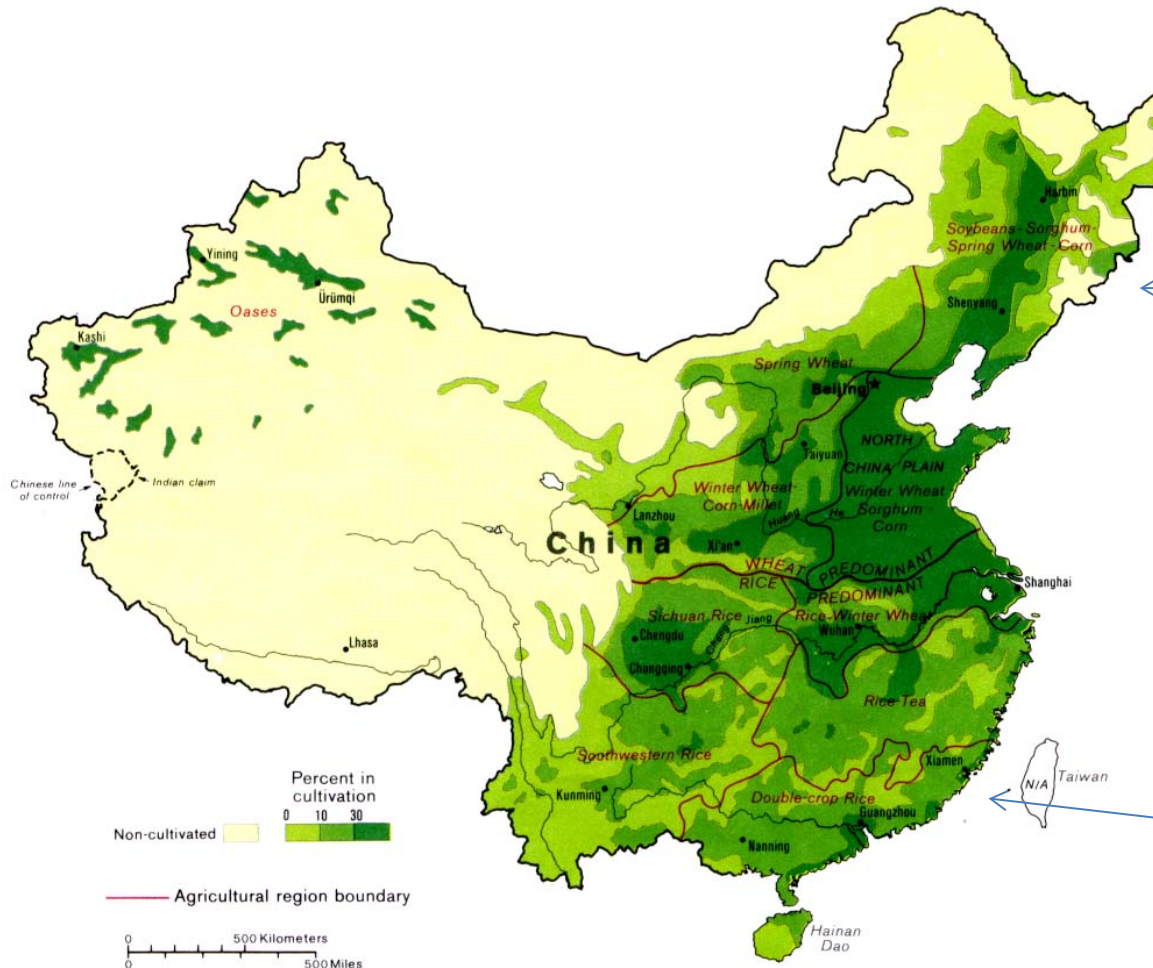 Harbin
Soybeans-Sorghum-
Spring Wheat-Corn
Yining
Ürümqi
Oases
Shenyang
Kashi
Spring Wheat
Beijing
NORTH
CHINA PLAIN
Taiyuan
Chinese line
of control
Indian claim
Winter Wheat-
Corn-Millet
Winter Wheat
Sorghum-
Corn
Lanzhou
Huang He
China
Xi'an
WHEAT PREDOMINANT
RICE PREDOMINANT
Shanghai
Sichuan Rice
Rice-Winter Wheat
Chang Jiang
Wuhan
Chengdu
Lhasa
Chongqing
Rice-Tea
Southwestern Rice
Xiamen
N/A
Taiwan
Percent in
cultivation
0 10 30
Kunming
Double-crop Rice
Guangzhou
Non-cultivated
Nanning
Agricultural region boundary
Hainan
Dao
0 500 Kilometers
0 500 Miles